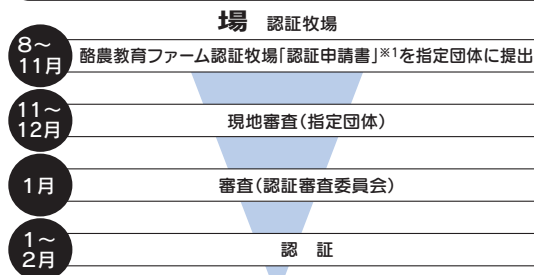 場 認証牧場
8～
11月
酪農教育ファーム認証牧場「認証申請書」※1を指定団体に提出
11～
12月
現地審査(指定団体)
1月
審査(認証審査委員会)
1～
2月
認 証